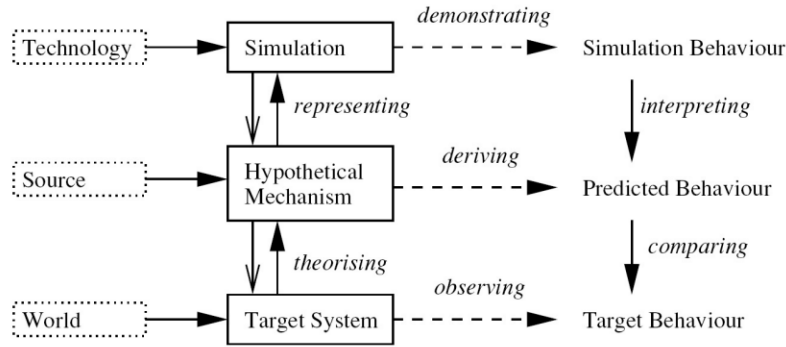 demonstrating
Technology
Simulation
Simulation Behaviour
representing
interpreting
Source
Hypothetical
Mechanism
deriving
Predicted Behaviour
theorising
comparing
observing
World
Target System
Target Behaviour